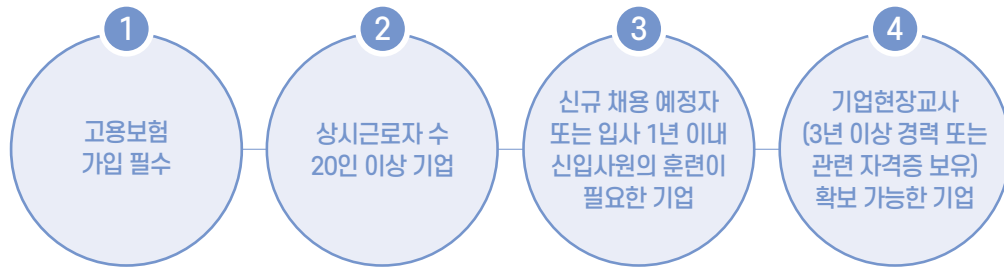 1
고용보험
가입 필수
2
상시근로자 수
20인 이상 기업
3
신규 채용 예정자
또는 입사 1년 이내
신입사원의 훈련이
필요한 기업
4
기업현장교사
(3년 이상 경력 또는
관련 자격증 보유)
확보 가능한 기업